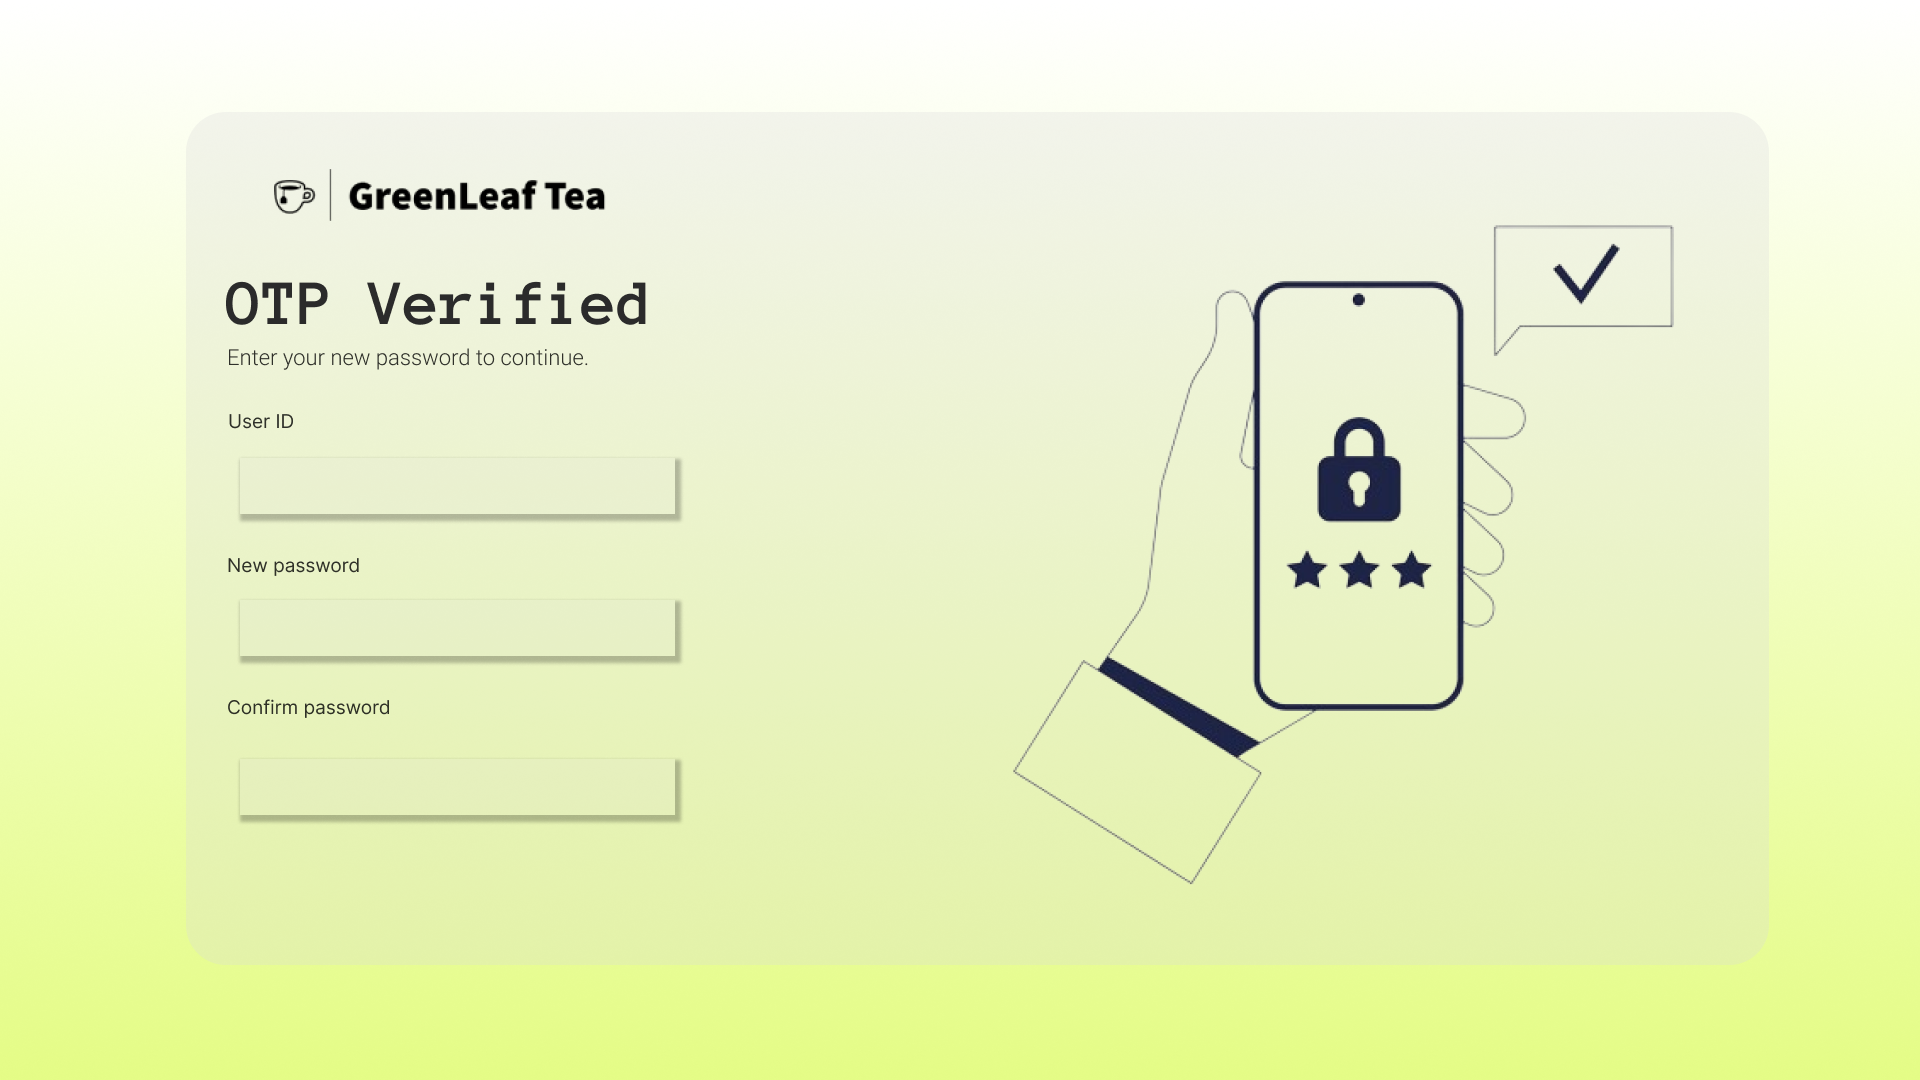 GreenLeaf Tea
OTP Verified
Enter your new password to continue.
User ID
New password
Confirm password